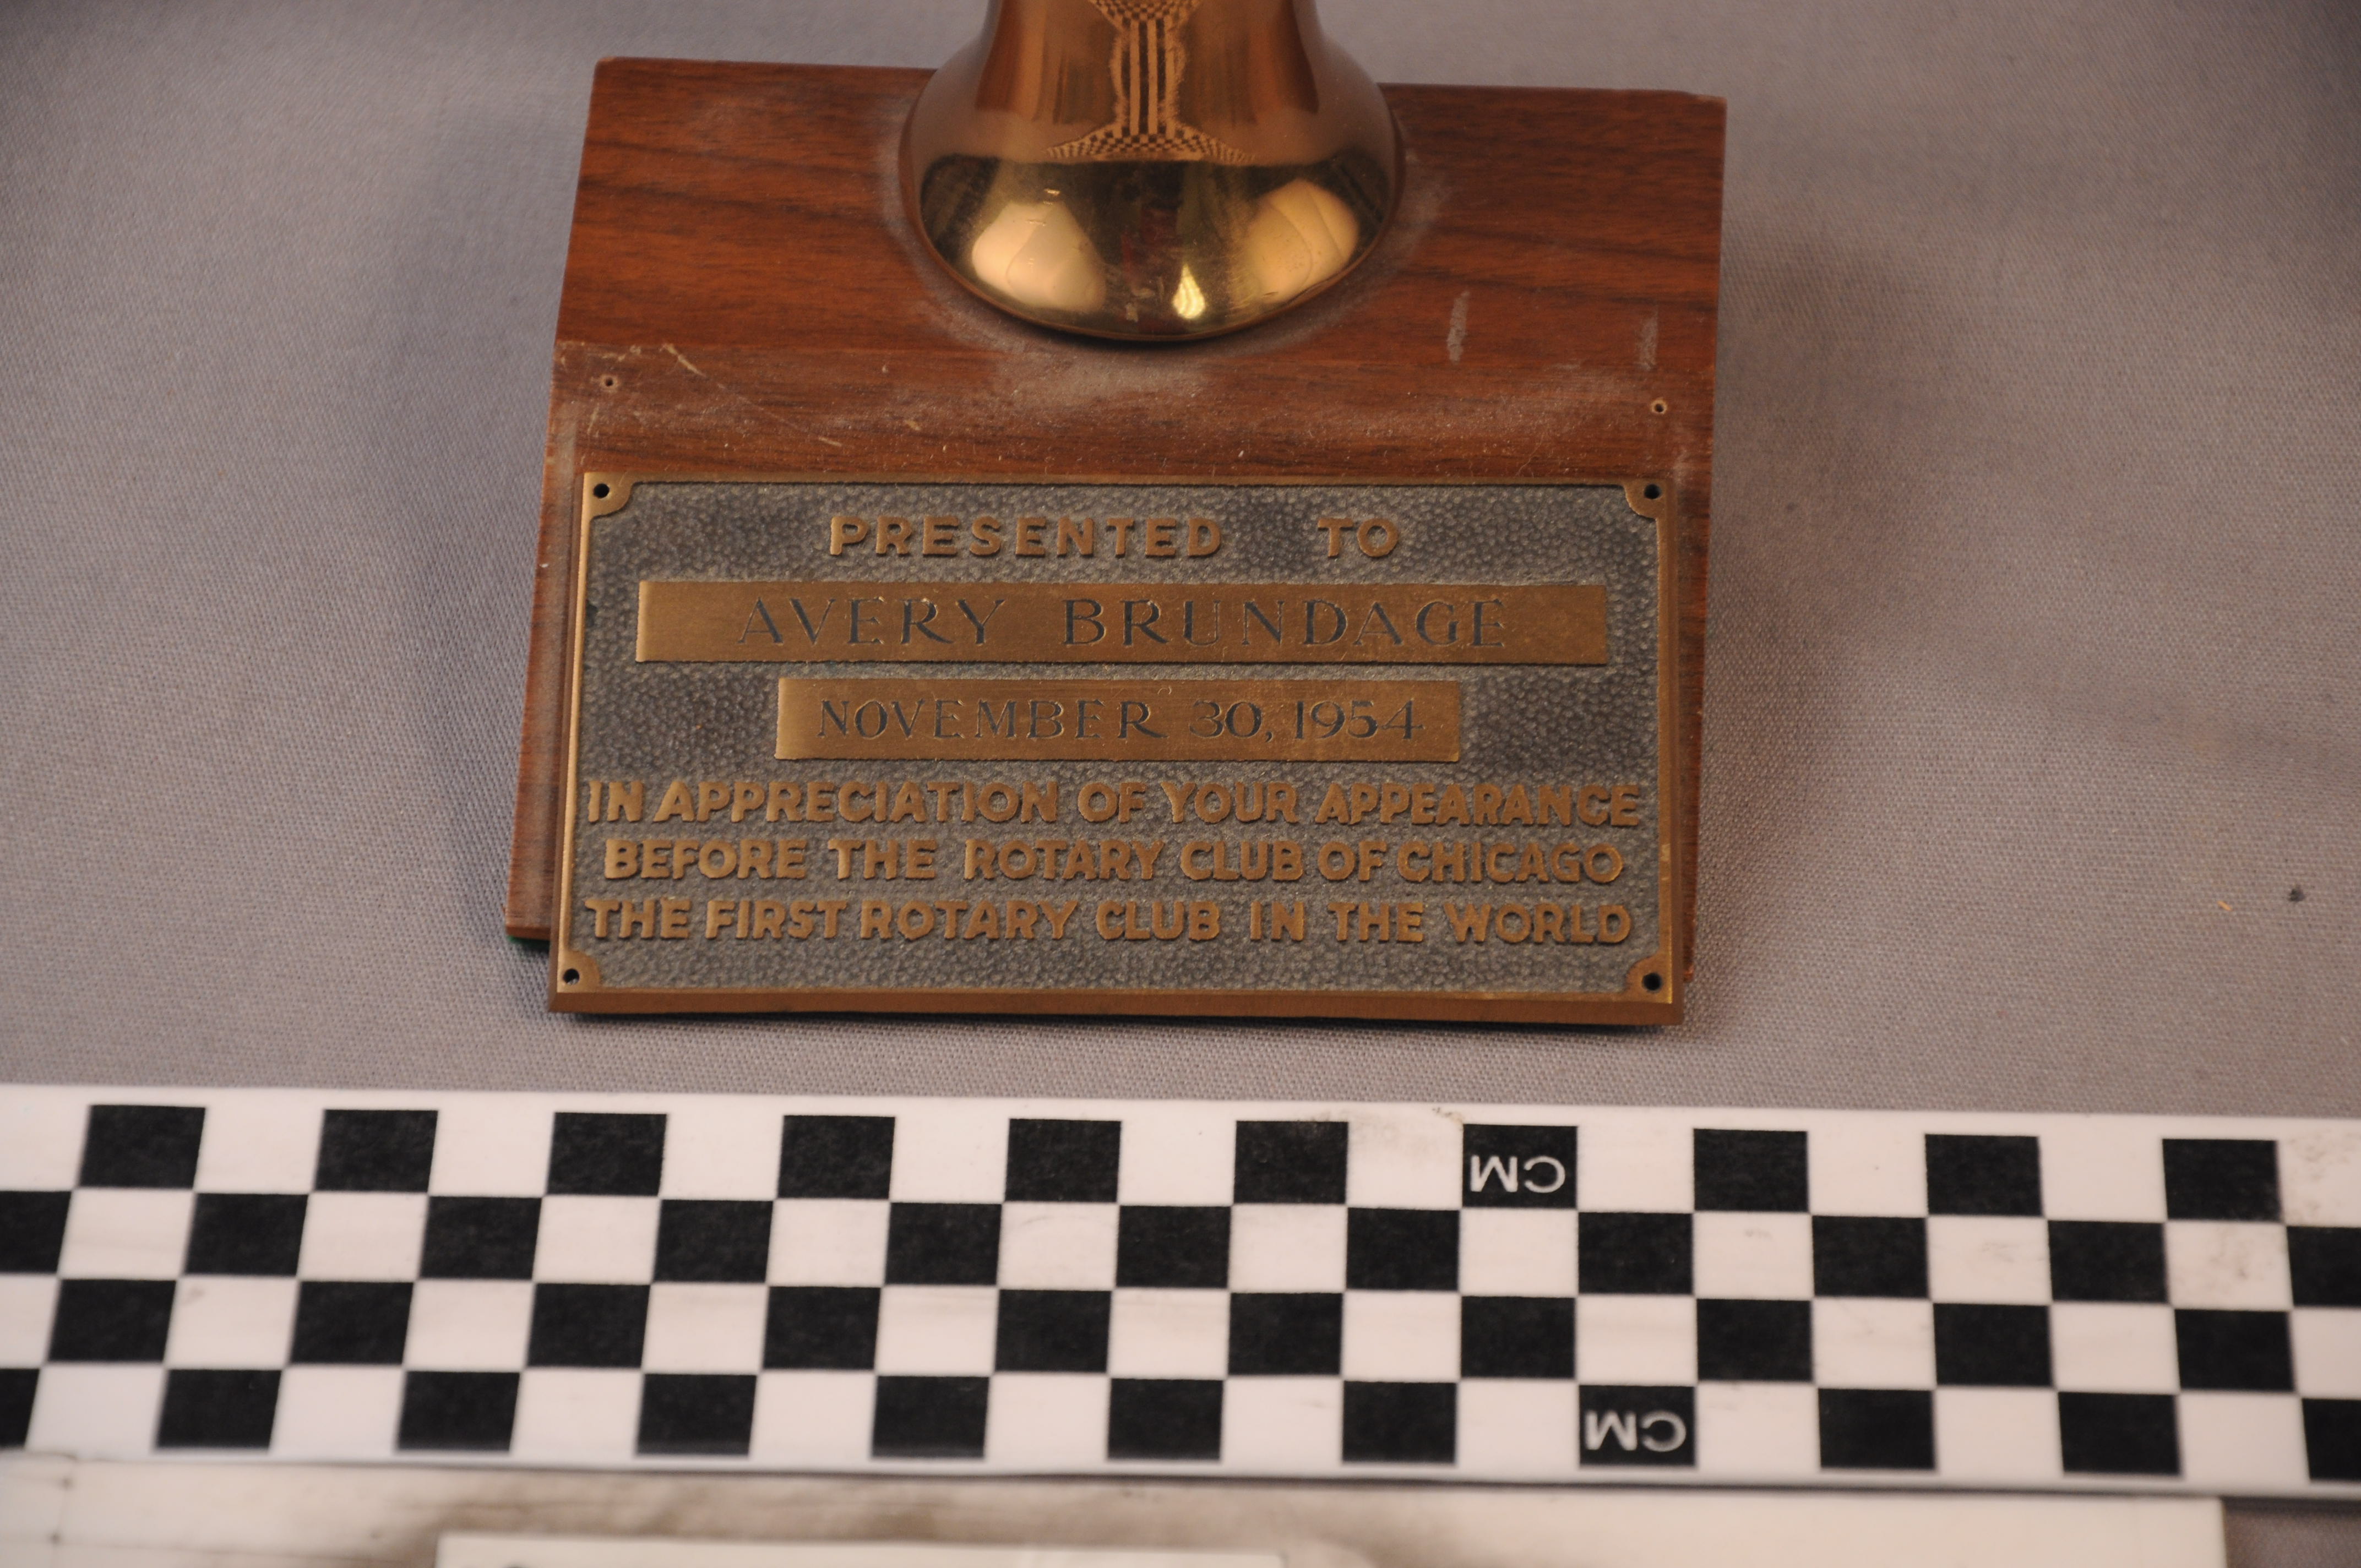 PRESENTED TO
AVERY BRUNDAGE
NOVEMBER 30, 1954
IN APPRECIATION OF YOUR APPEARANCE
BEFORE THE ROTARY CLUB OF CHICAGO
THE FIRST ROTARY CLUB IN THE WORLD
CM
CM